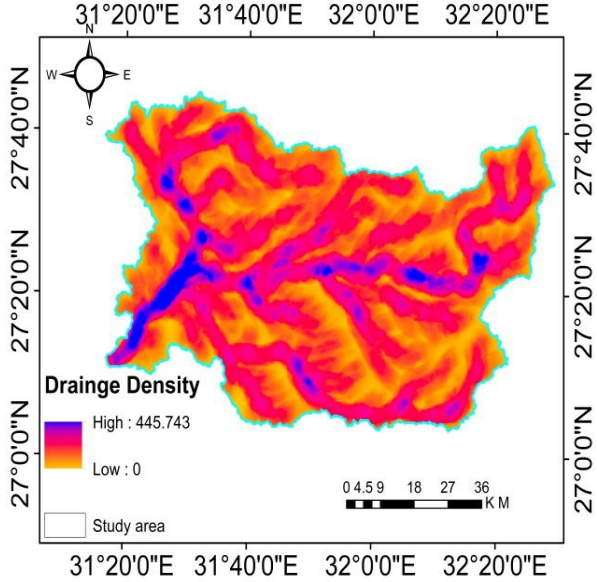 31°20'0"E 31°40'0"E 32°0'0"E 32°20'0"E
N
W E
S
27°40'0"N 27°40'0"N
27°20'0"N 27°20'0"N
27°0'0"N 27°0'0"N
Drainge Density
High : 445.743
Low : 0
Study area
0 4.5 9 18 27 36
K M
31°20'0"E 31°40'0"E 32°0'0"E 32°20'0"E